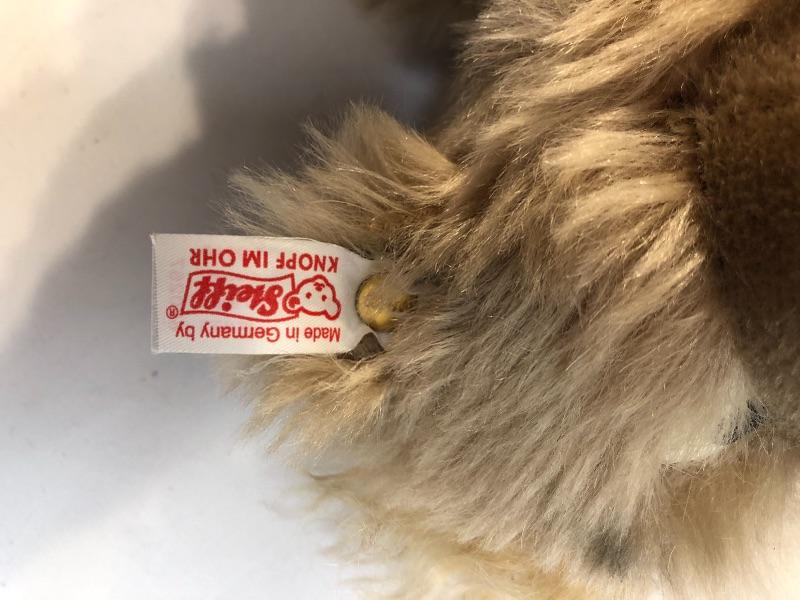 Made in Germany by
Steiff ®
KNOPF IM OHR